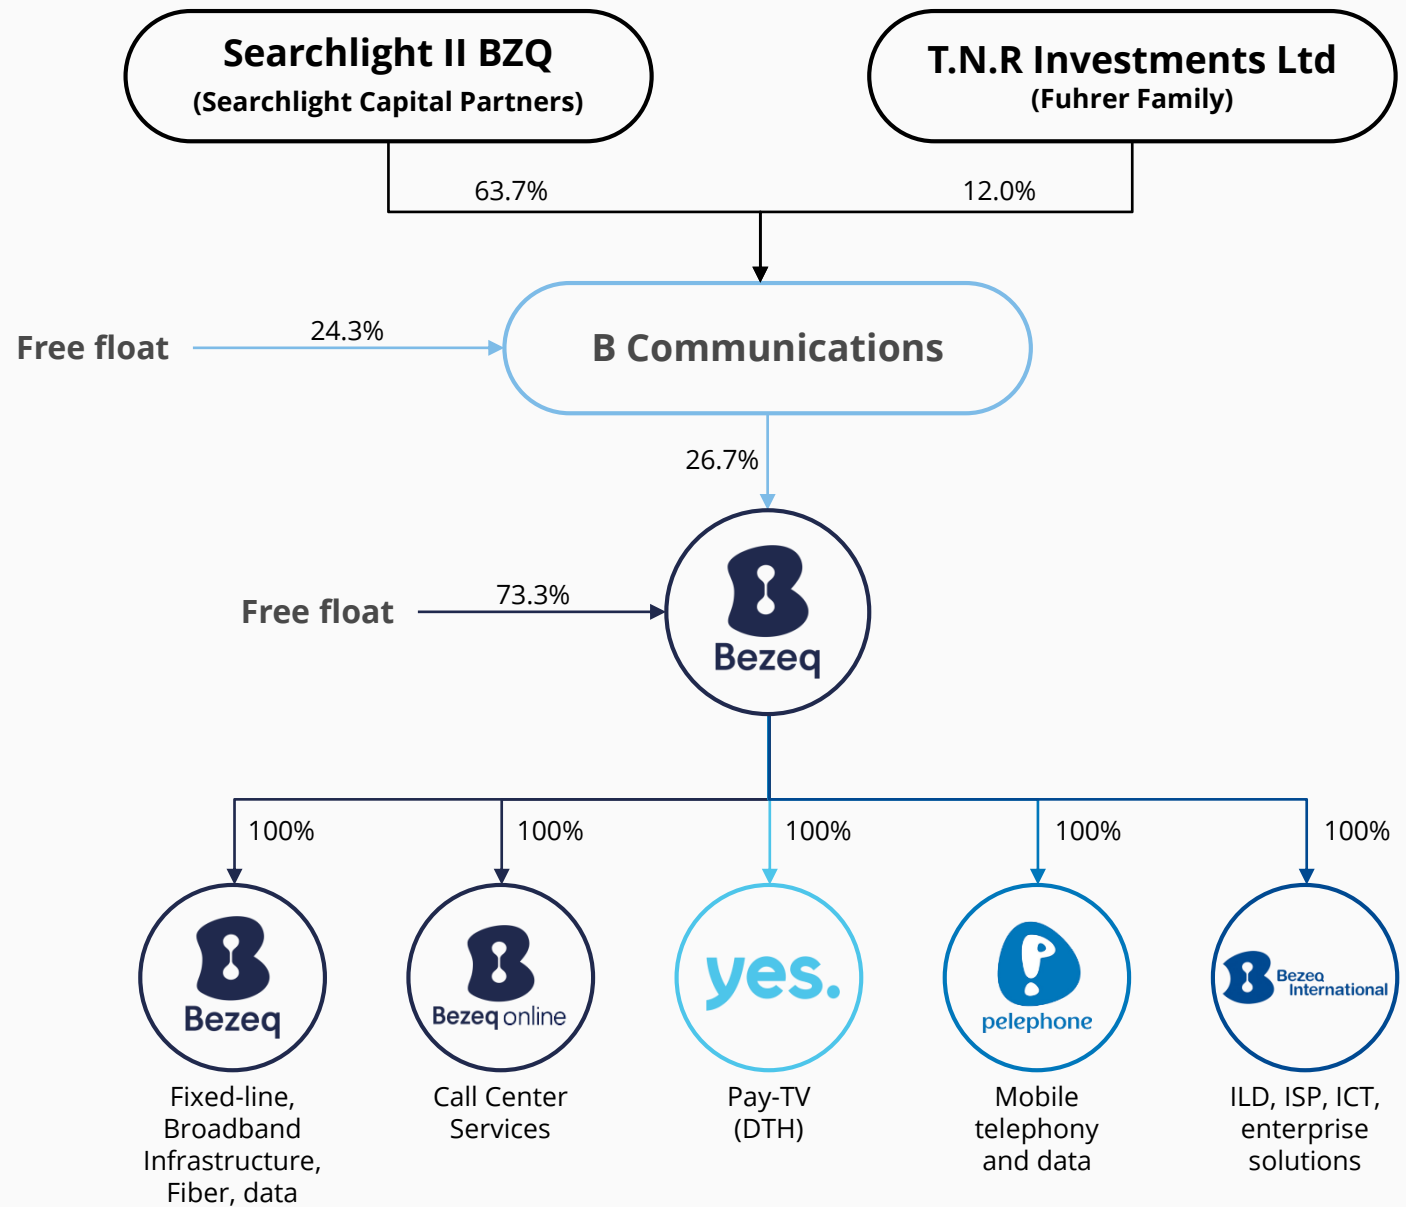 Searchlight II BZQ
(Searchlight Capital Partners)
T.N.R Investments Ltd
(Fuhrer Family)
63.7%
12.0%
Free float
24.3%
B Communications
26.7%
Free float
73.3%
Bezeq
100%
100%
100%
100%
100%
Bezeq
Bezeq online
yes.
pelephone
Bezeq
International
Fixed-line,
Broadband
Infrastructure,
Fiber, data
Call Center
Services
Pay-TV
(DTH)
Mobile
telephony
and data
ILD, ISP, ICT,
enterprise
solutions